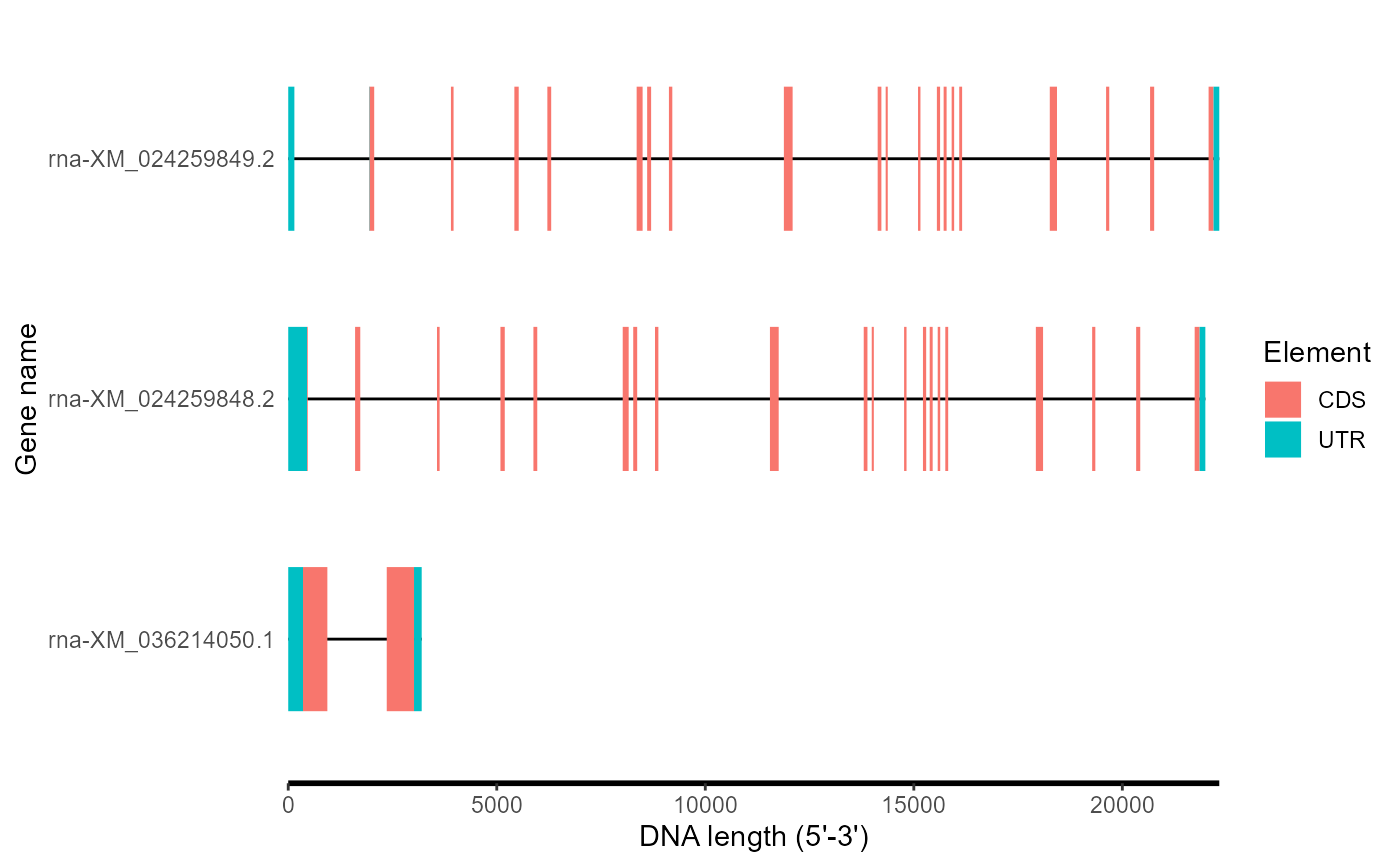 rna-XM_024259849.2
rna-XM_024259848.2
rna-XM_036214050.1
Gene name
0 5000 10000 15000 20000
DNA length (5'-3')
Element
CDS
UTR